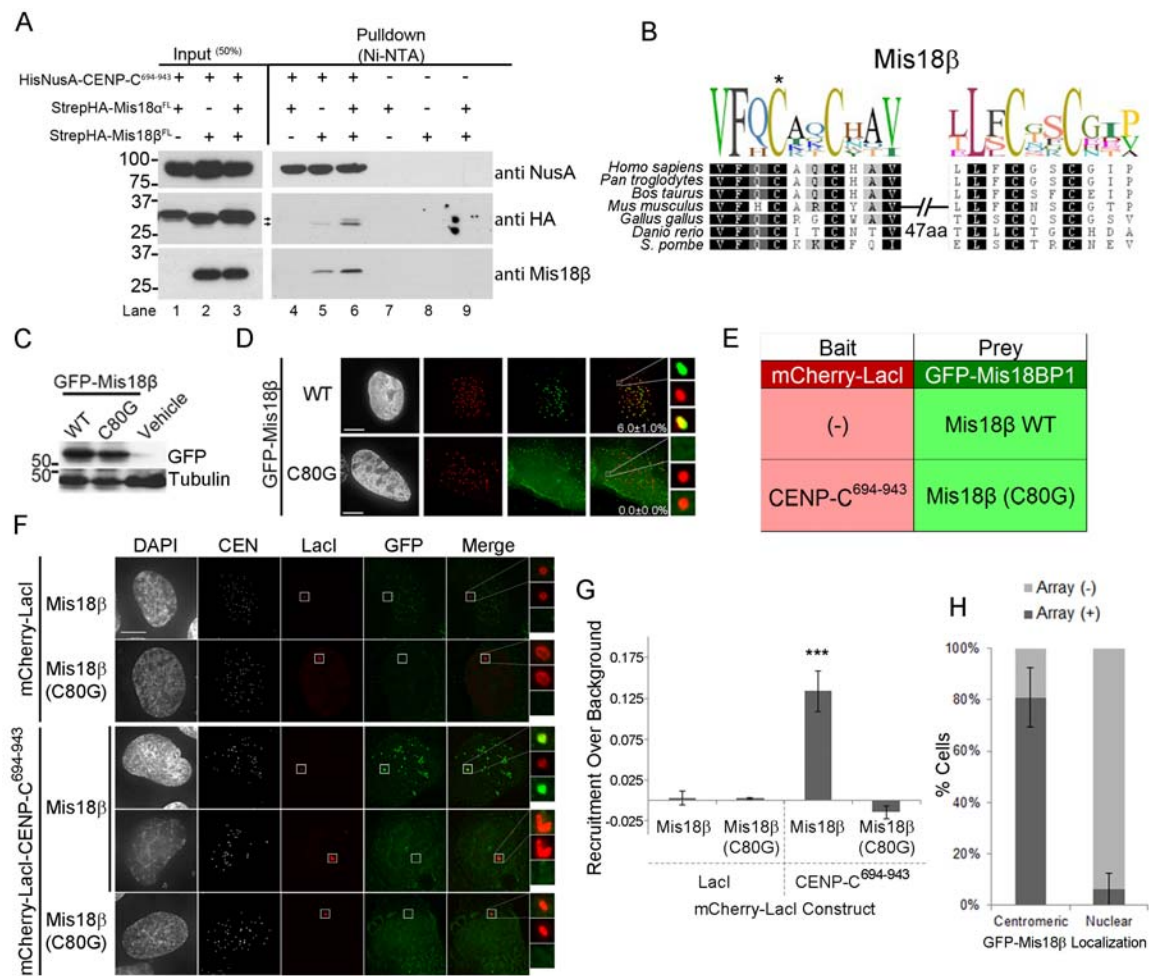 A
Input (50%)
Pulldown
(Ni-NTA)
HisNusA-CENP-C694-943 + + + + + + - - -
StrepHA-Mis18αFL + - + + - + + - +
StrepHA-Mis18βFL - + + - + + - + +
100
75
anti NusA
37
25
anti HA
37
25
anti Mis18β
Lane 1 2 3 4 5 6 7 8 9
B
Mis18β
*
Homo sapiens V F Q C A Q C H A V L L F C G S C G I P
Pan troglodytes V F Q C A Q C H A V L L F C G S C G I P
Bos taurus V F Q C A Q C H A V L L F C S F C E I P
Mus musculus V F H C A R C Y A V L L F C N S C G T P
Gallus gallus V F Q C R G C W A V T L S C Q S C G S V
Danio rerio V F Q C I T C N T V T L L C T G C H D A
S. pombe V F Q C K K C F Q I E L S T C R C N E V
47aa
C
GFP-Mis18β
WT
C80G
Vehicle
50
GFP
50
Tubulin
D
GFP-Mis18β
WT
6.0±1.0%
C80G
0.0±0.0%
E
Bait Prey
mCherry-LacI GFP-Mis18BP1
(-) Mis18β WT
CENP-C694-943 Mis18β (C80G)
F
DAPI CEN LacI GFP Merge
mCherry-LacI
Mis18β
Mis18β
(C80G)
mCherry-LacI-CENP-C694-943
Mis18β
Mis18β
(C80G)
G
Recruitment Over Background
0.175
0.125
0.075
0.025
-0.025
***
Mis18β
Mis18β
(C80G)
Mis18β
Mis18β
(C80G)
LacI CENP-C694-943
mCherry-LacI Construct
H
Array (-)
Array (+)
% Cells
100%
80%
60%
40%
20%
0%
Centromeric Nuclear
GFP-Mis18β Localization